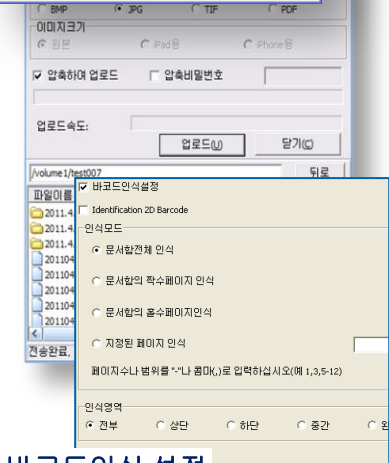 BMP JPG TIF PDF
이미지크기
원본 iPad용 iPhone용
압축하여 업로드 압축비밀번호
업로드속도:
업로드(U) 닫기(C)
/volume1/test007 뒤로
파일이름
2011.4.
2011.4.
2011.4.
201104
201104
201104
201104
201104
전송완료,
바코드인식설정
Identification 2D Barcode
인식모드
문서함전체 인식
문서함의 짝수페이지 인식
문서함의 홀수페이지인식
지정된 페이지 인식
페이지수나 범위를 "-"나 콤마(,)로 입력하십시오(예 1,3,5-12)
인식영역
전부 상단 하단 중간
바코드인식 설정